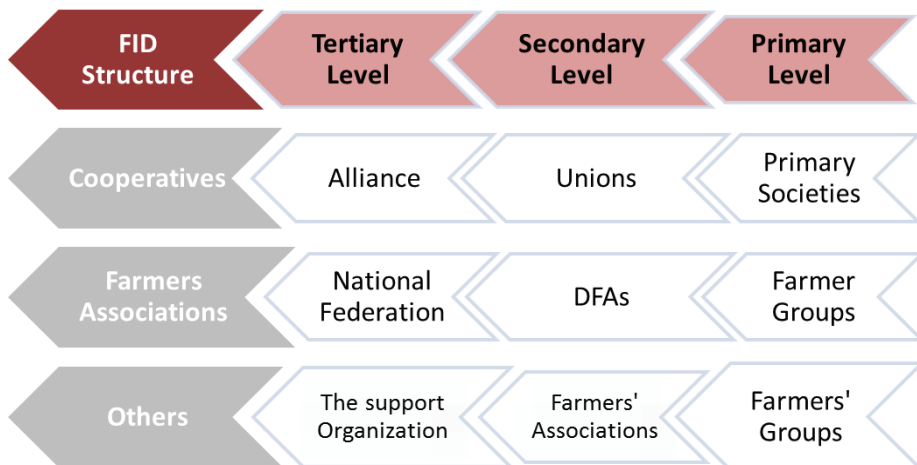 FID
Structure
Tertiary
Level
Secondary
Level
Primary
Level
Cooperatives
Alliance
Unions
Primary
Societies
Farmers
Associations
National
Federation
DFAs
Farmer
Groups
Others
The support
Organization
Farmers'
Associations
Farmers'
Groups